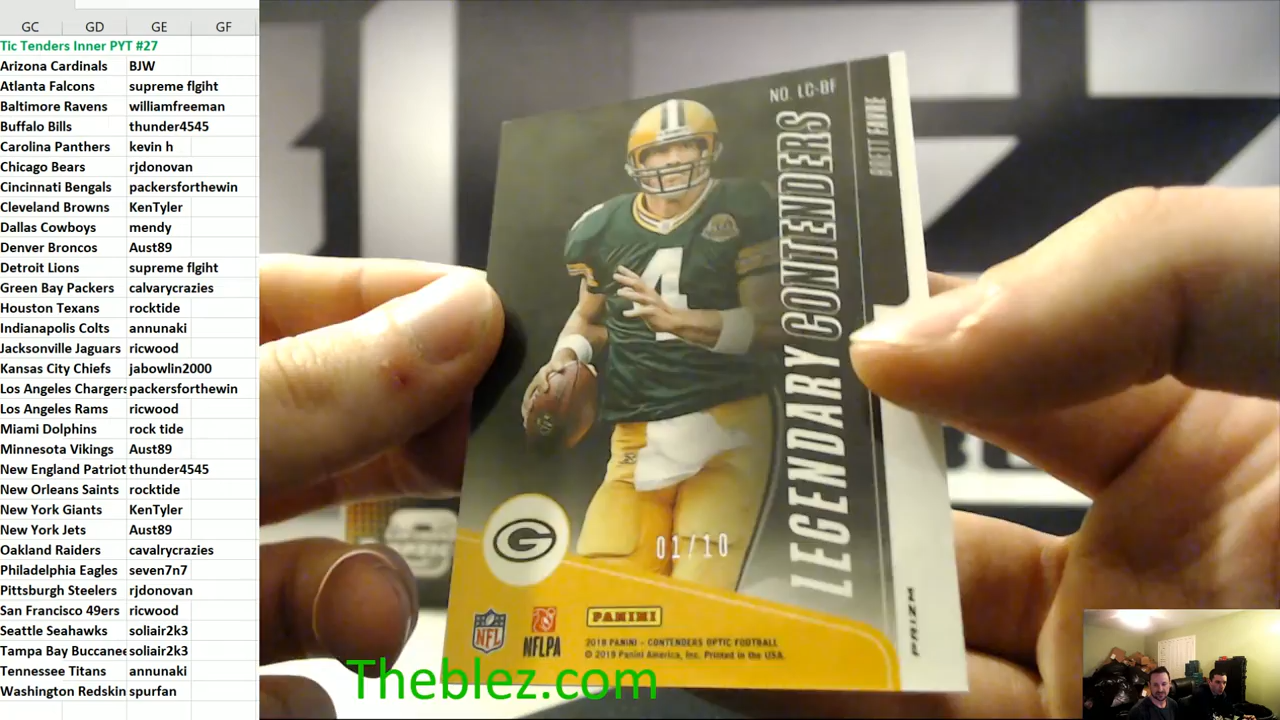 GC GD GE GF
Tic Tenders Inner PYT #27
Arizona Cardinals BJW
Atlanta Falcons supreme flgiht
Baltimore Ravens williamfreeman
Buffalo Bills thunder4545
Carolina Panthers kevin h
Chicago Bears rjdonovan
Cincinnati Bengals packersforthewin
Cleveland Browns KenTyler
Dallas Cowboys mendy
Denver Broncos Aust89
Detroit Lions supreme flgiht
Green Bay Packers calvarycrazies
Houston Texans rocktide
Indianapolis Colts annunaki
Jacksonville Jaguars ricwood
Kansas City Chiefs jabowlin2000
Los Angeles Chargers packersforthewin
Los Angeles Rams ricwood
Miami Dolphins rock tide
Minnesota Vikings Aust89
New England Patriot thunder4545
New Orleans Saints rocktide
New York Giants KenTyler
New York Jets Aust89
Oakland Raiders cavalrycrazies
Philadelphia Eagles seven7n7
Pittsburgh Steelers rjdonovan
San Francisco 49ers ricwood
Seattle Seahawks soliair2k3
Tampa Bay Buccanee soliair2k3
Tennessee Titans annunaki
Washington Redskin spurfan
NO. LC-BF
BRETT FAVRE
LEGENDARY CONTENDERS
4
G
01/10
NFL
NFLPA
PANINI
2018 PANINI - CONTENDERS OPTIC FOOTBALL
© 2019 Panini America, Inc. Printed in the USA.
PRIZM
Theblez.com